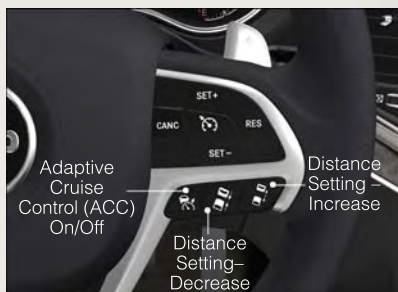 SET+
CANC
RES
SET–
Adaptive
Cruise
Control (ACC)
On/Off
Distance
Setting–
Decrease
Distance
Setting –
Increase